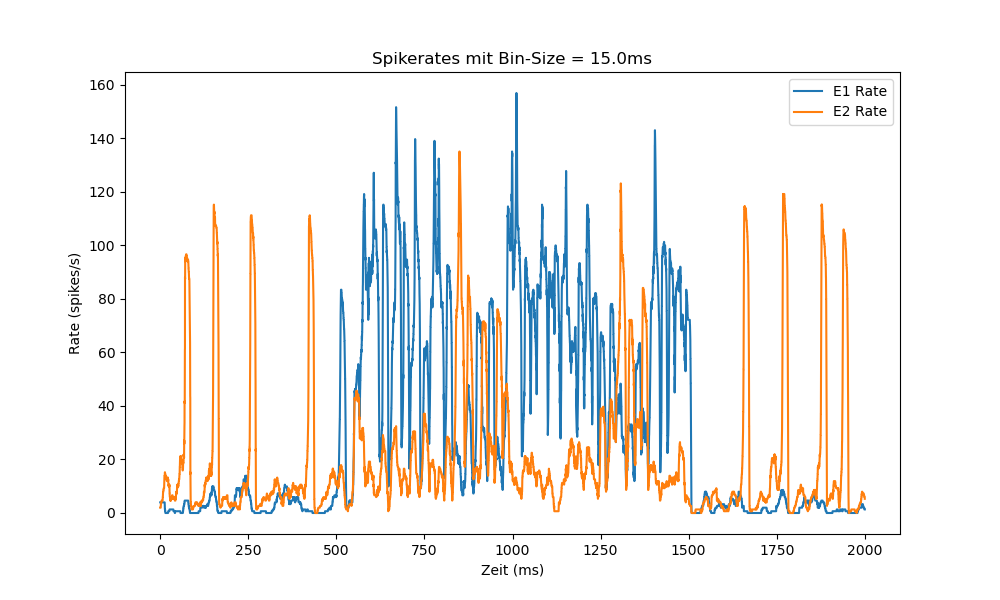 Spikerates mit Bin-Size = 15.0ms
E1 Rate
E2 Rate
Rate (spikes/s)
160
140
120
100
80
60
40
20
0
0 250 500 750 1000 1250 1500 1750 2000
Zeit (ms)